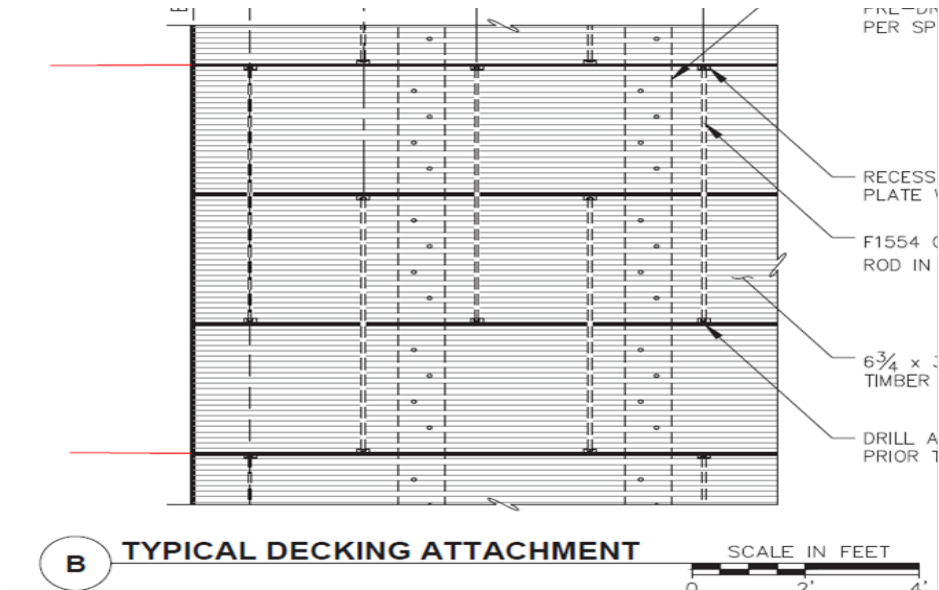 PER SP
RECESS
PLATE
F1554
ROD IN
6¾ x
TIMBER
DRILL A
PRIOR T
B
TYPICAL DECKING ATTACHMENT
SCALE IN FEET
0 2' 4'